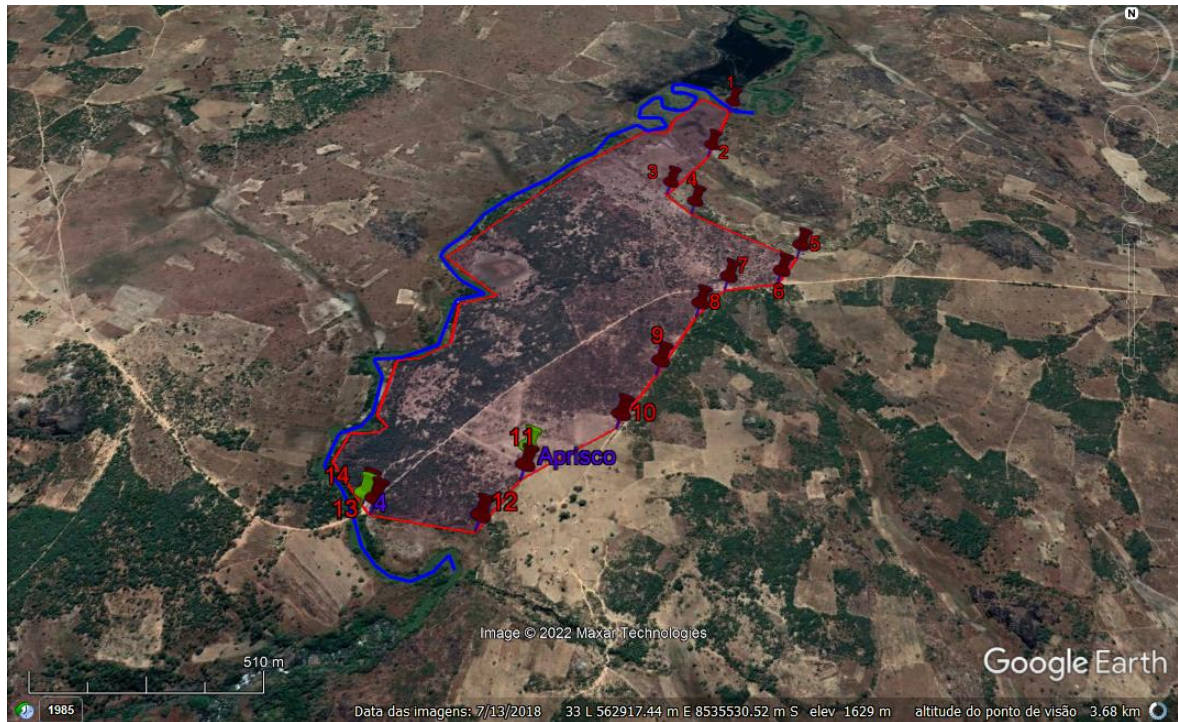 N
1
2
3
4
5
6
7
8
9
10
11
Aprisco
12
14
13
4
Image © 2022 Maxar Technologies
510 m
Google Earth
1985
Data das imagens: 7/13/2018 33 L 562917.44 m E 8535530.52 m S elev 1629 m altitude do ponto de visão 3.68 km